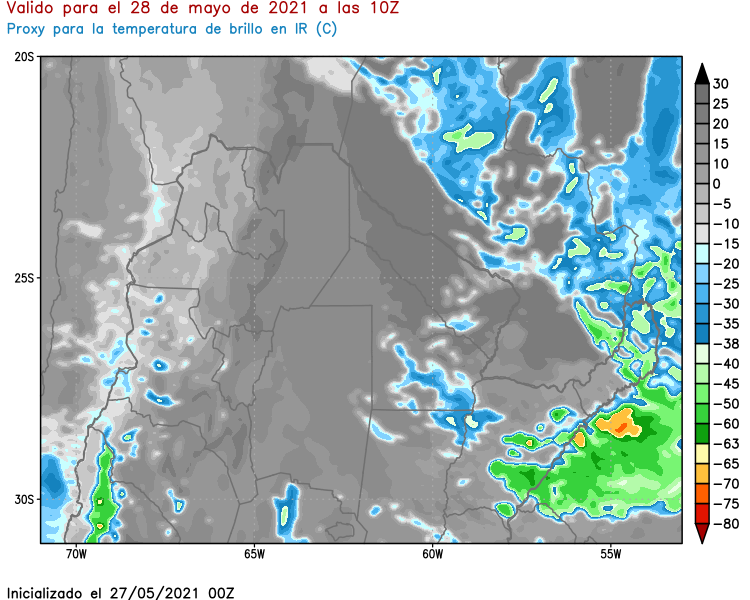 Valido para el 28 de mayo de 2021 a las 10Z
Proxy para la temperatura de brillo en IR (C)
20S
25S
30S
70W
65W
60W
55W
30
25
20
15
10
0
-5
-10
-15
-20
-25
-30
-35
-38
-40
-45
-50
-60
-63
-65
-70
-75
-80
Inicializado el 27/05/2021 00Z